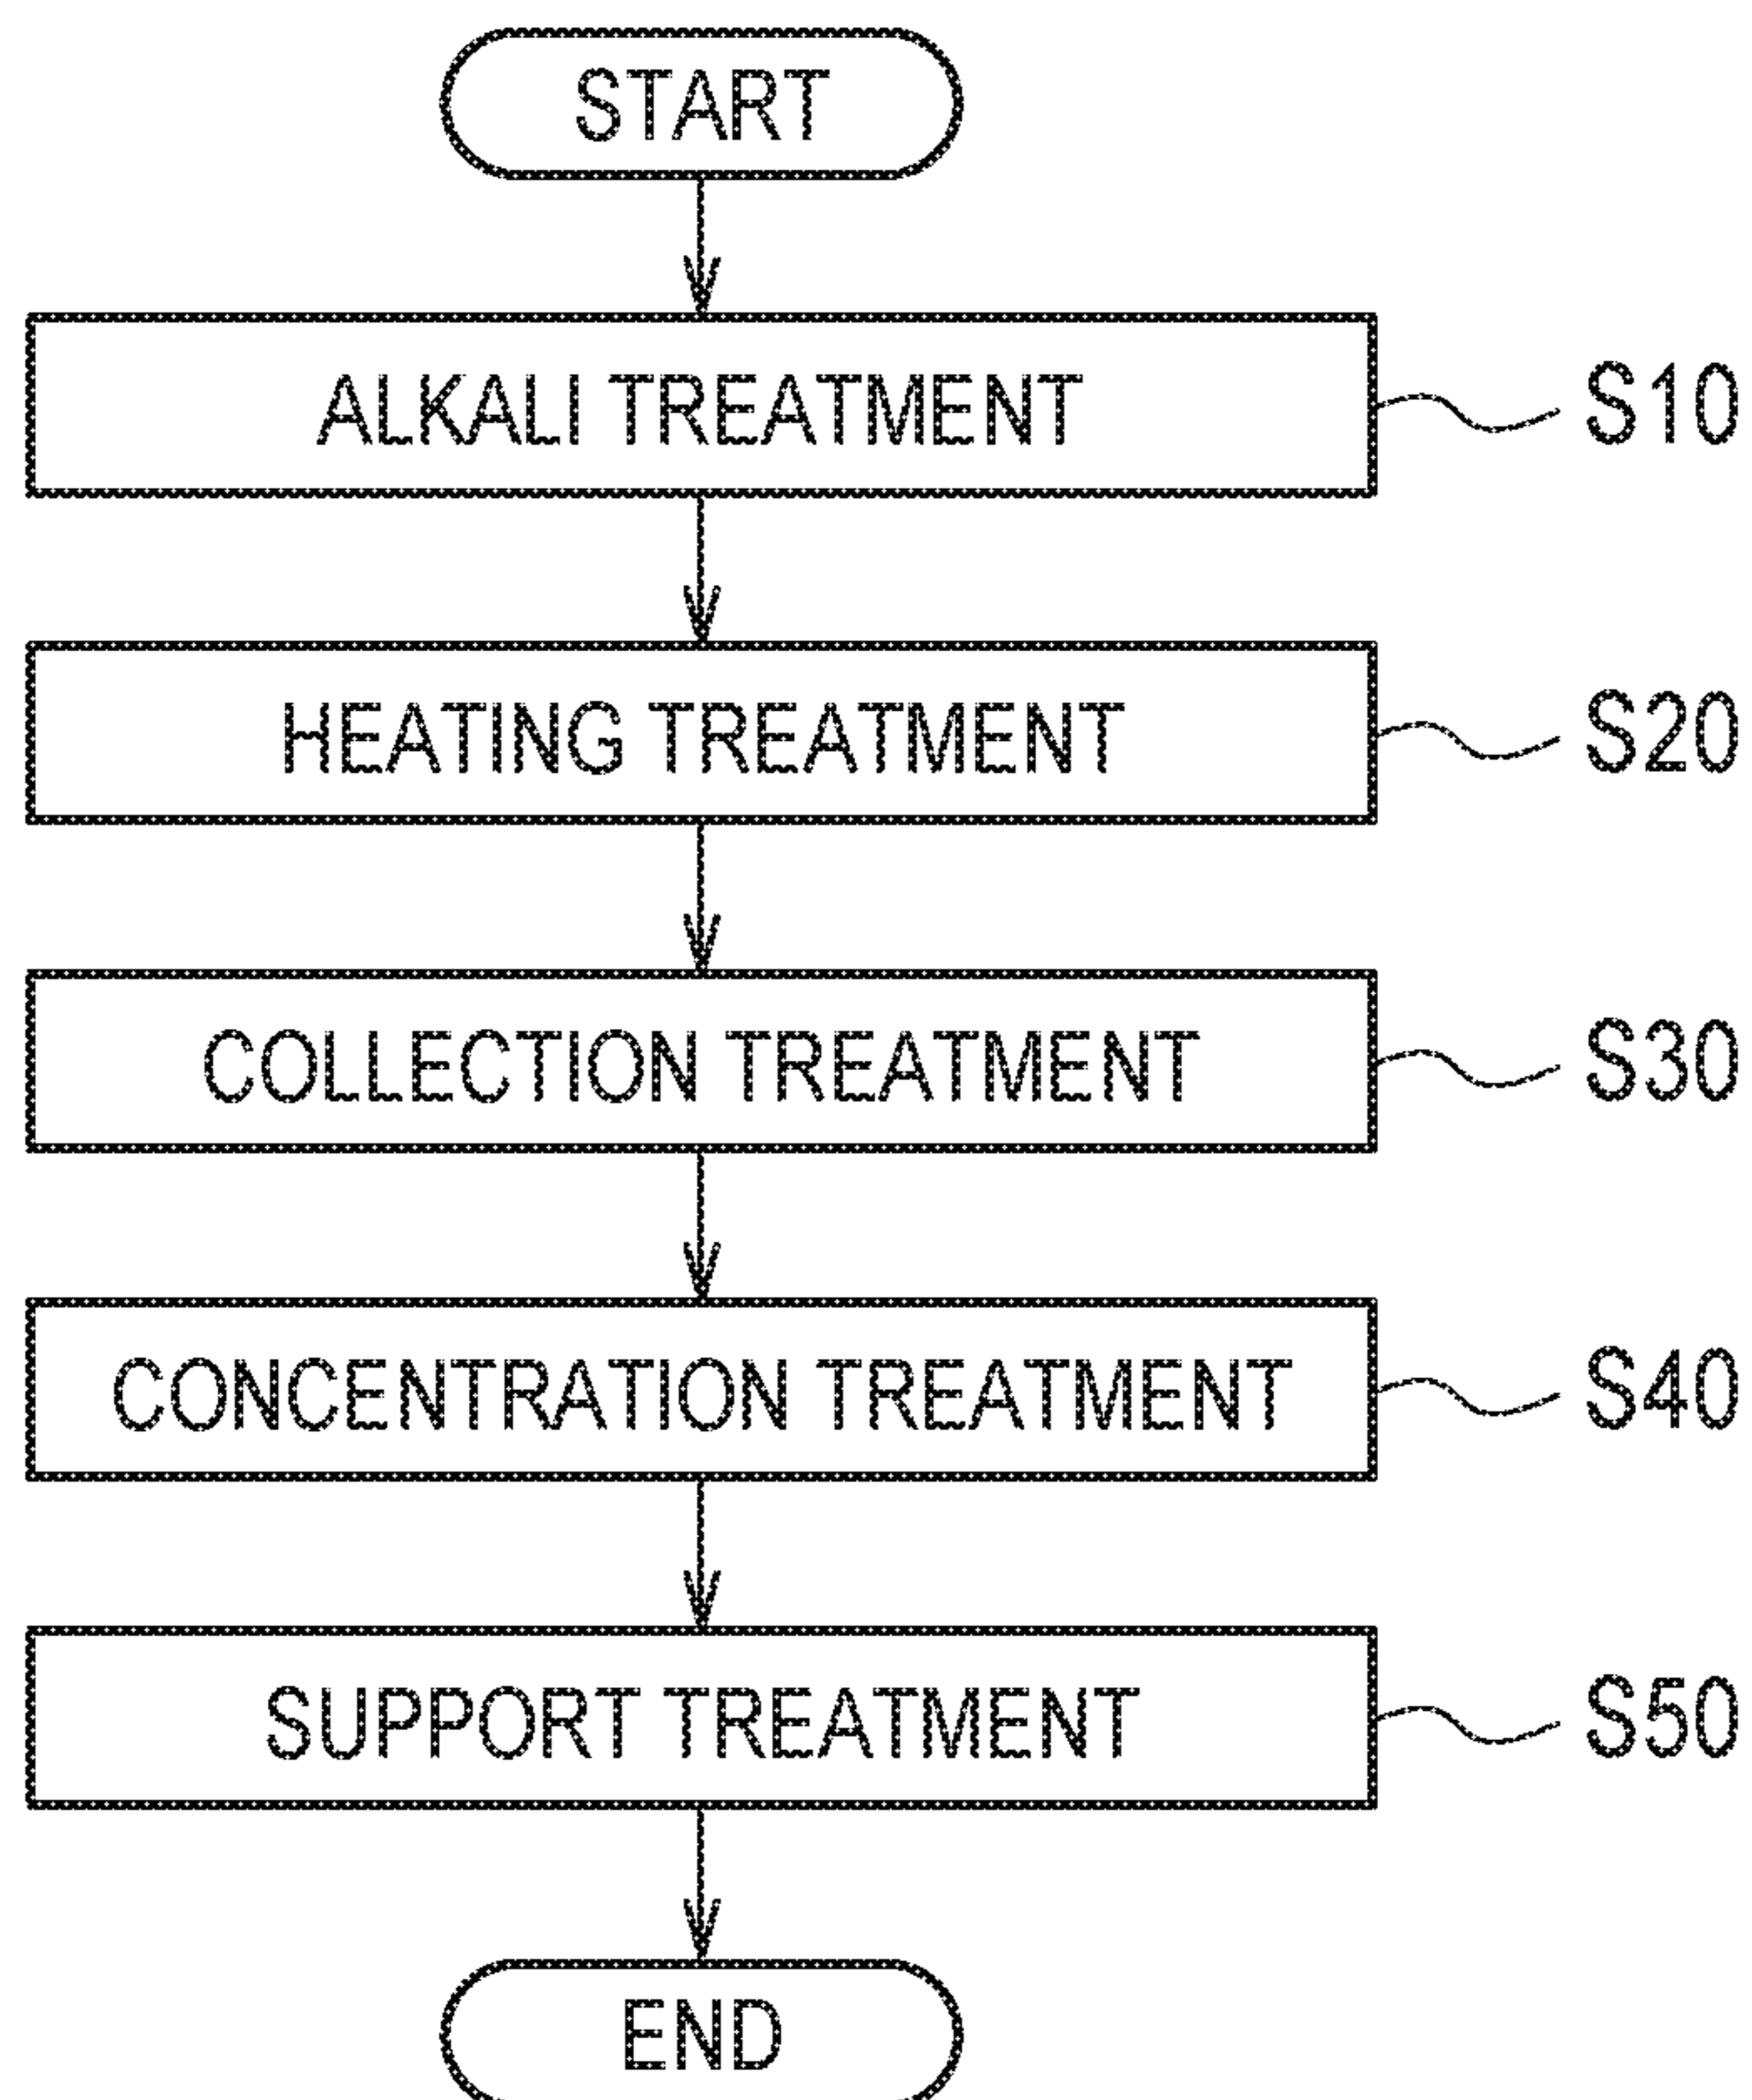 START
ALKALI TREATMENT S10
HEATING TREATMENT S20
COLLECTION TREATMENT S30
CONCENTRATION TREATMENT S40
SUPPORT TREATMENT S50
END